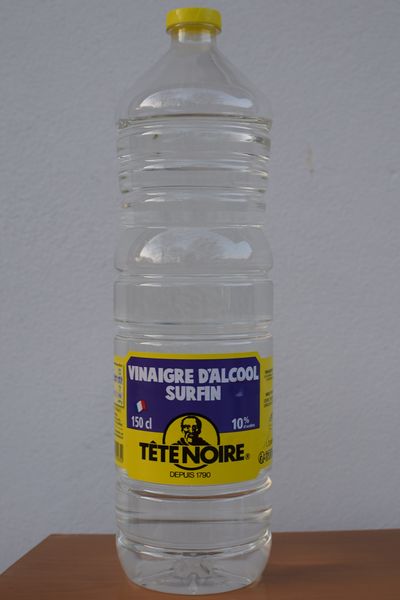 VINAIGRE D'ALCOOL
SURFIN
150 cl
10%
TÊTE NOIRE®
DEPUIS 1790